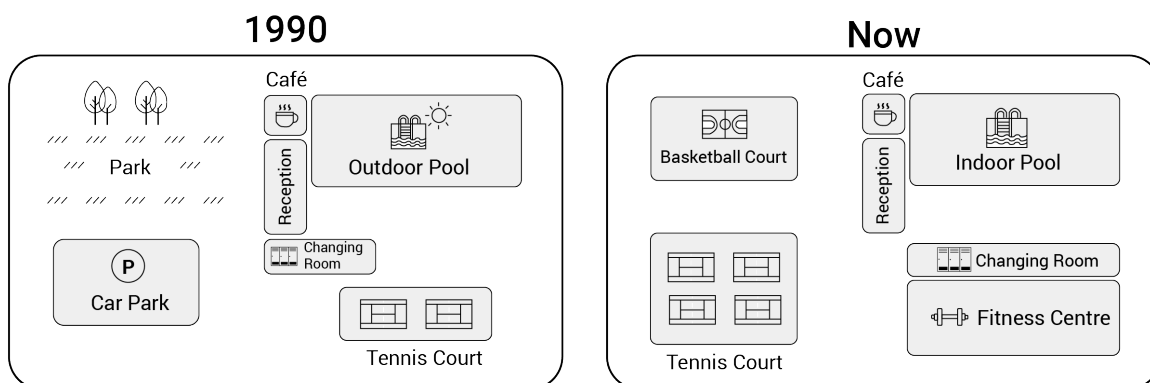 1990
Café
Park
Outdoor Pool
Reception
Changing
Room
P
Car Park
Tennis Court
Now
Café
Basketball Court
Indoor Pool
Reception
Changing Room
Fitness Centre
Tennis Court